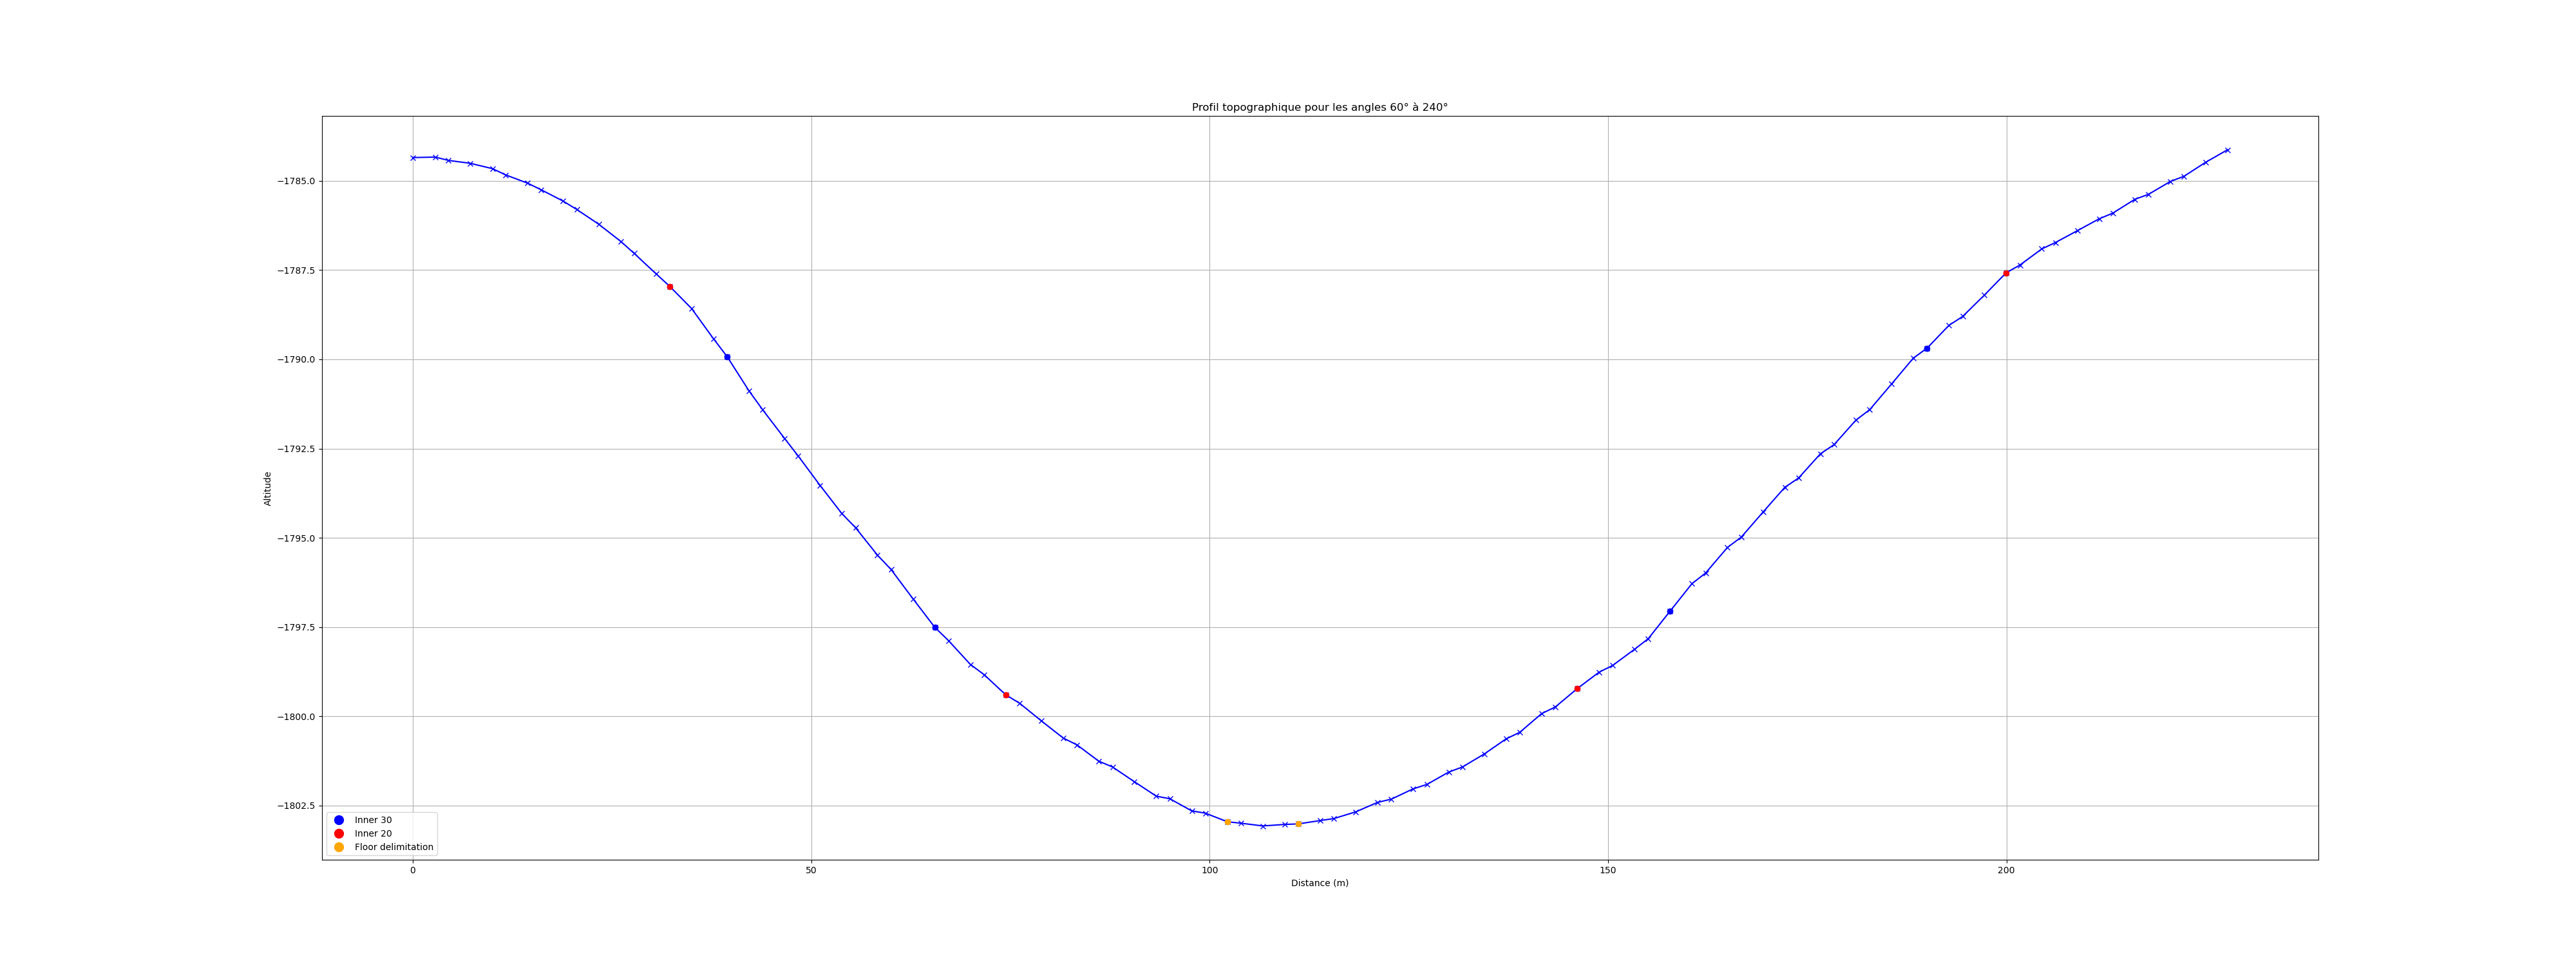 Profil topographique pour les angles 60° à 240°
−1785.0
−1787.5
−1790.0
−1792.5
−1795.0
−1797.5
−1800.0
−1802.5
Altitude
Inner 30
Inner 20
Floor delimitation
0 50 100 150 200
Distance (m)